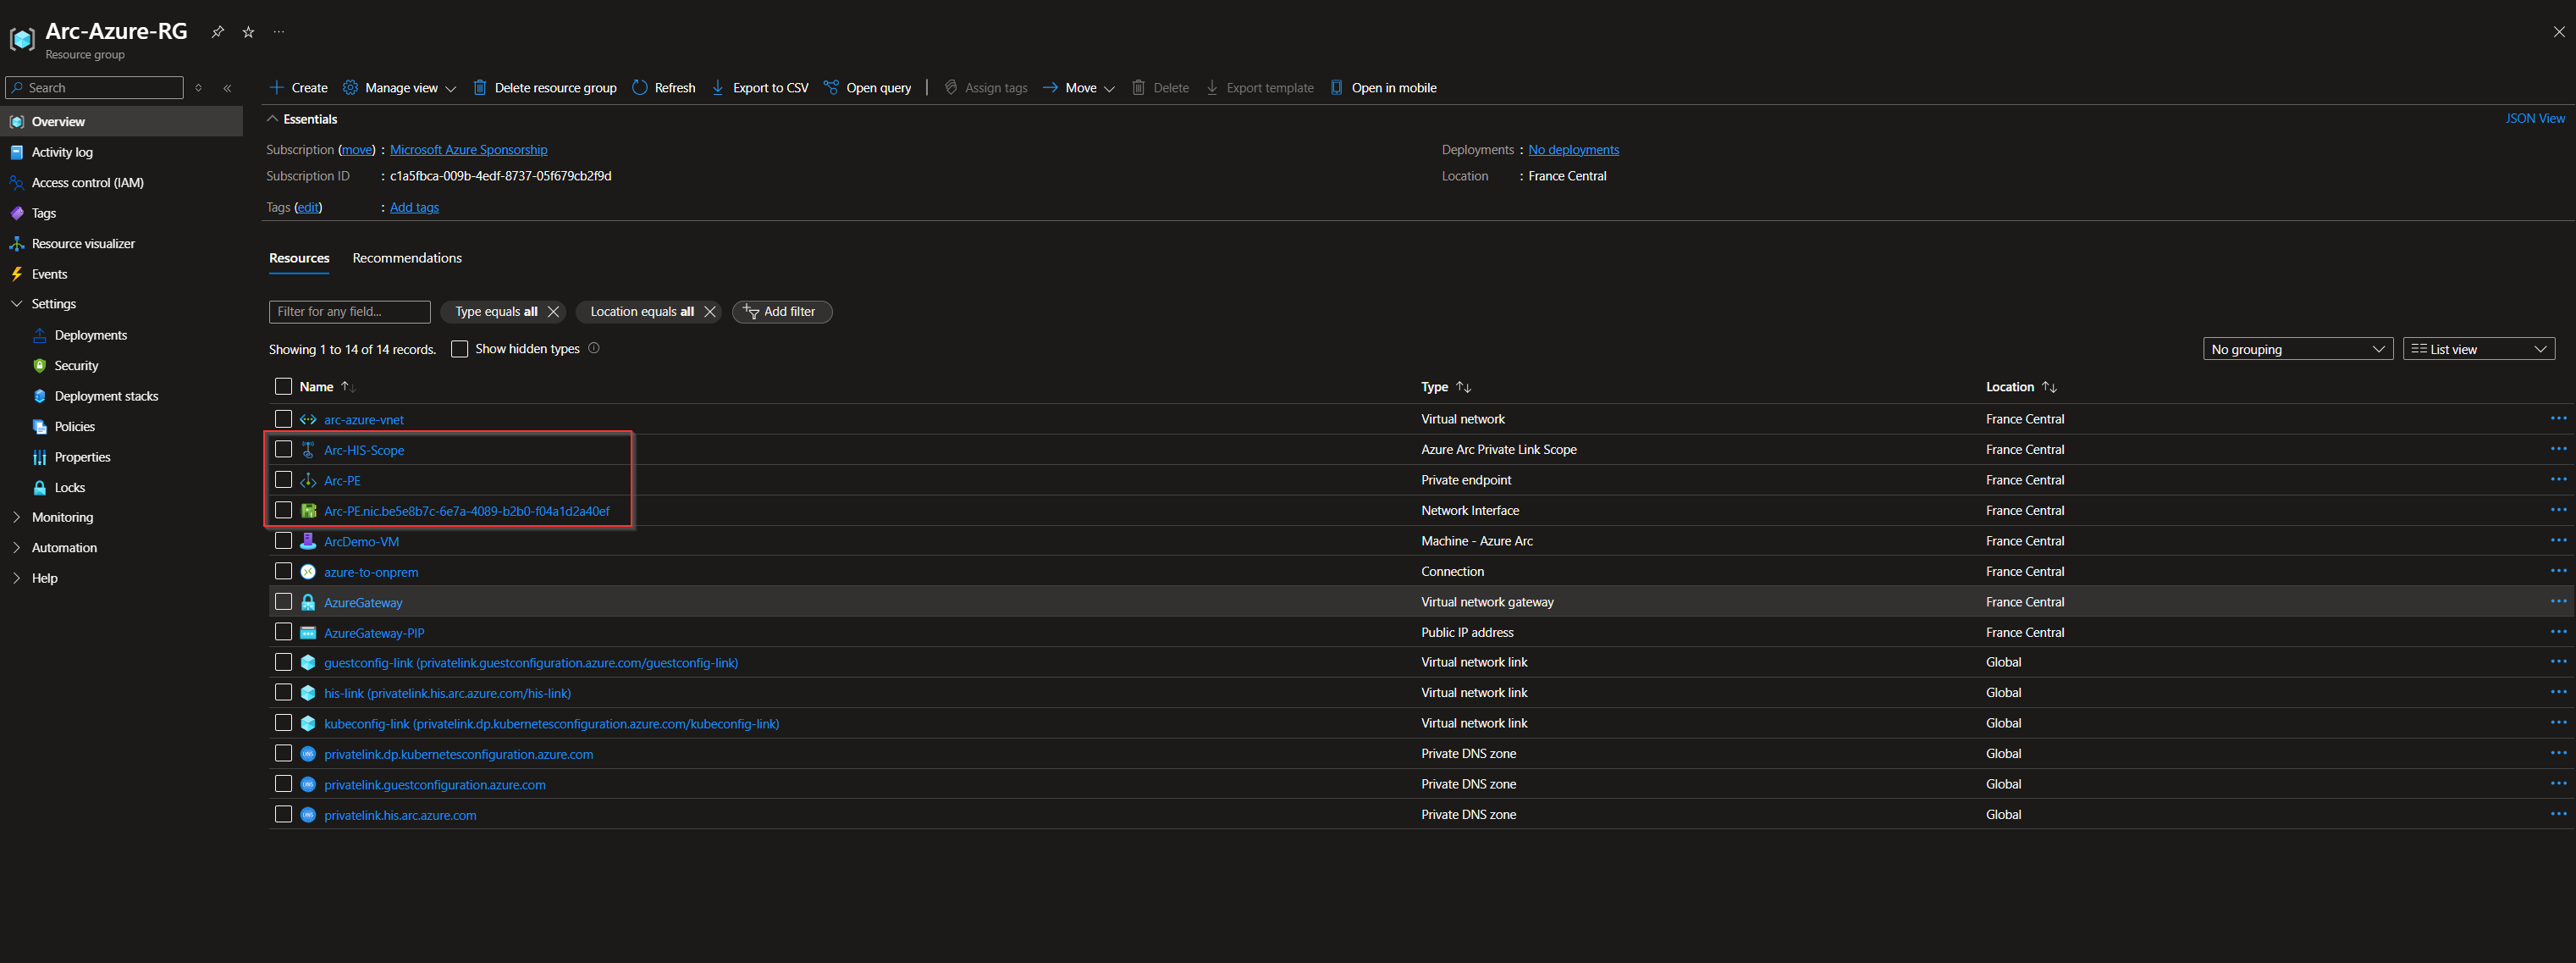 Arc-Azure-RG
Resource group
Search
Create
Manage view
Delete resource group
Refresh
Export to CSV
Open query
Assign tags
Move
Delete
Export template
Open in mobile
Overview
Activity log
Access control (IAM)
Tags
Resource visualizer
Events
Settings
Deployments
Security
Deployment stacks
Policies
Properties
Locks
Monitoring
Automation
Help
Essentials
JSON View
Subscription (move) : Microsoft Azure Sponsorship
Deployments : No deployments
Subscription ID : c1a5fbca-009b-4edf-8737-05f679cb2f9d
Location : France Central
Tags (edit) : Add tags
Resources Recommendations
Filter for any field...
Type equals all
Location equals all
Add filter
Showing 1 to 14 of 14 records.
Show hidden types
No grouping
List view
Name Type Location
arc-azure-vnet Virtual network France Central
Arc-HIS-Scope Azure Arc Private Link Scope France Central
Arc-PE Private endpoint France Central
Arc-PE.nic.be5e8b7c-6e7a-4089-b2b0-f04a1d2a40ef Network Interface France Central
ArcDemo-VM Machine - Azure Arc France Central
azure-to-onprem Connection France Central
AzureGateway Virtual network gateway France Central
AzureGateway-PIP Public IP address France Central
guestconfig-link (privatelink.guestconfiguration.azure.com/guestconfig-link) Virtual network link Global
his-link (privatelink.his.arc.azure.com/his-link) Virtual network link Global
kubeconfig-link (privatelink.dp.kubernetesconfiguration.azure.com/kubeconfig-link) Virtual network link Global
privatelink.dp.kubernetesconfiguration.azure.com Private DNS zone Global
privatelink.guestconfiguration.azure.com Private DNS zone Global
privatelink.his.arc.azure.com Private DNS zone Global